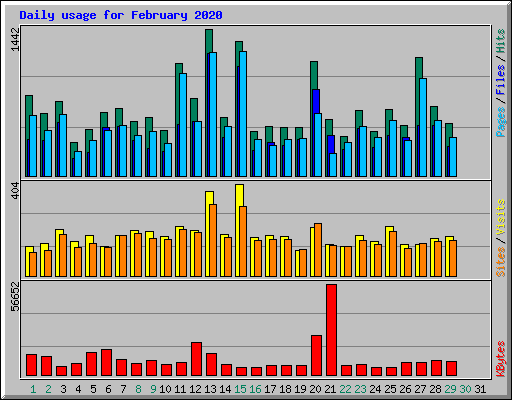 Daily usage for February 2020
1442
Pages / Files / Hits
404
Sites / Visits
56652
KBytes
1 2 3 4 5 6 7 8 9 10 11 12 13 14 15 16 17 18 19 20 21 22 23 24 25 26 27 28 29 30 31